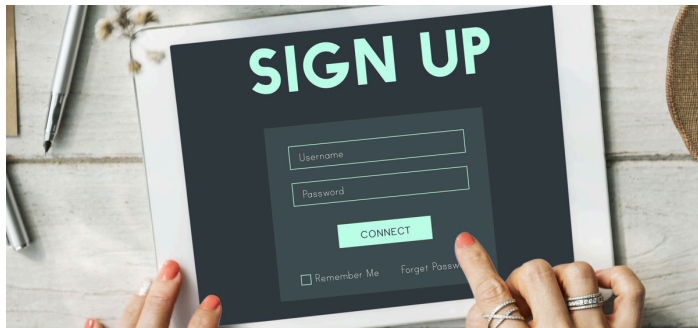 SIGN UP
Username
Password
CONNECT
Remember Me
Forget